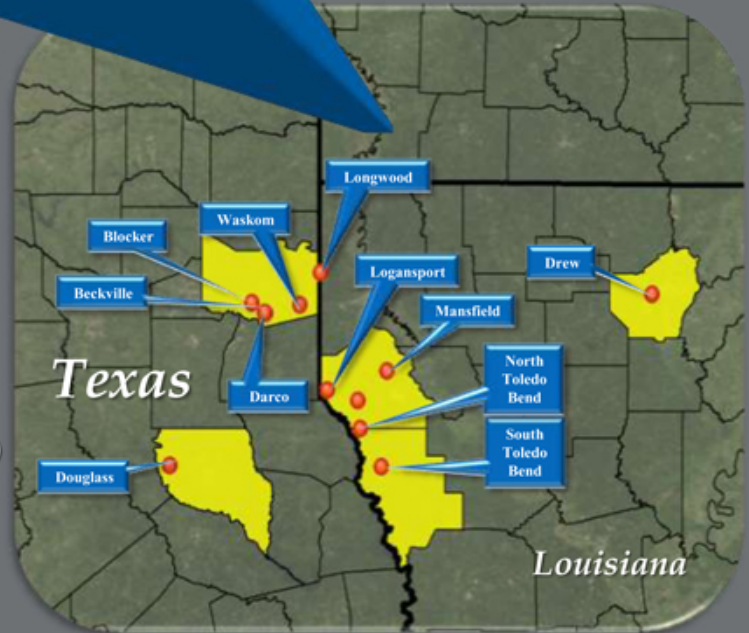 Longwood
Waskom
Blocker
Logansport
Drew
Beckville
Mansfield
North
Toledo
Bend
Texas
Darco
South
Toledo
Bend
Douglass
Louisiana